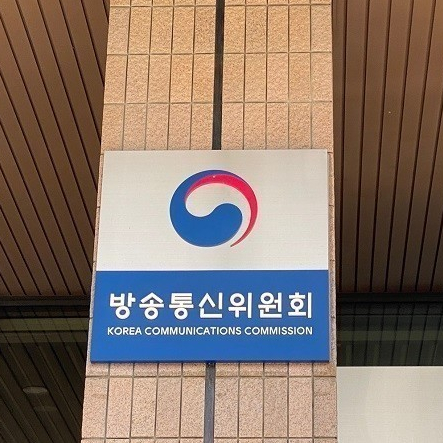 방송통신위원회
KOREA COMMUNICATIONS COMMISSION